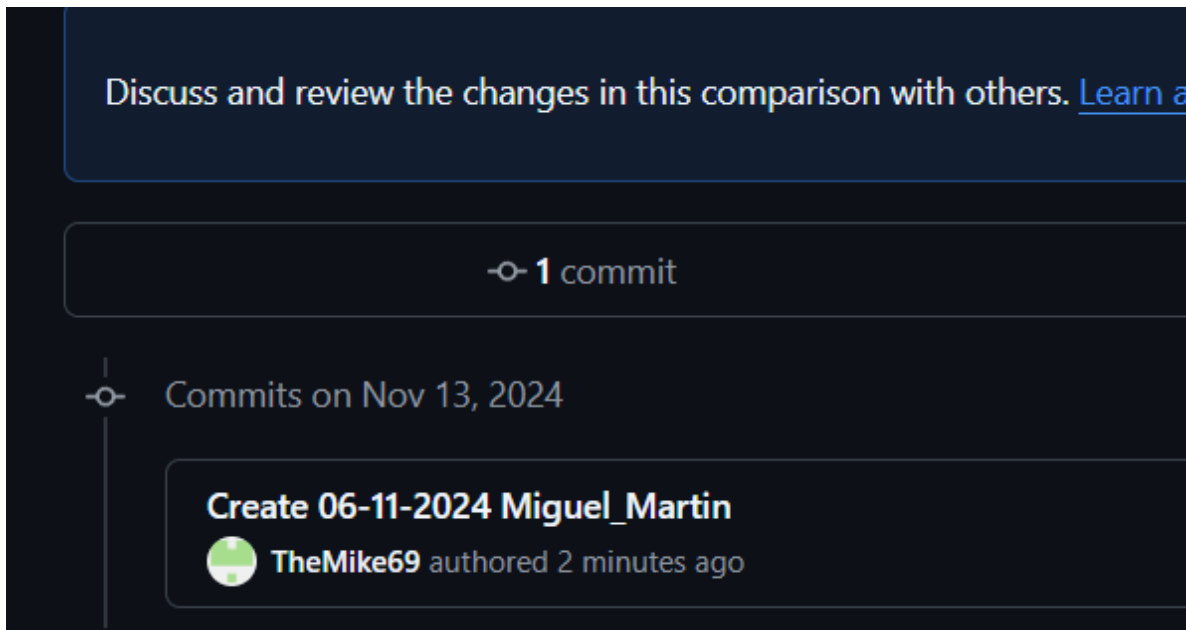 Discuss and review the changes in this comparison with others. Learn a
1 commit
Commits on Nov 13, 2024
Create 06-11-2024 Miguel_Martin
TheMike69 authored 2 minutes ago